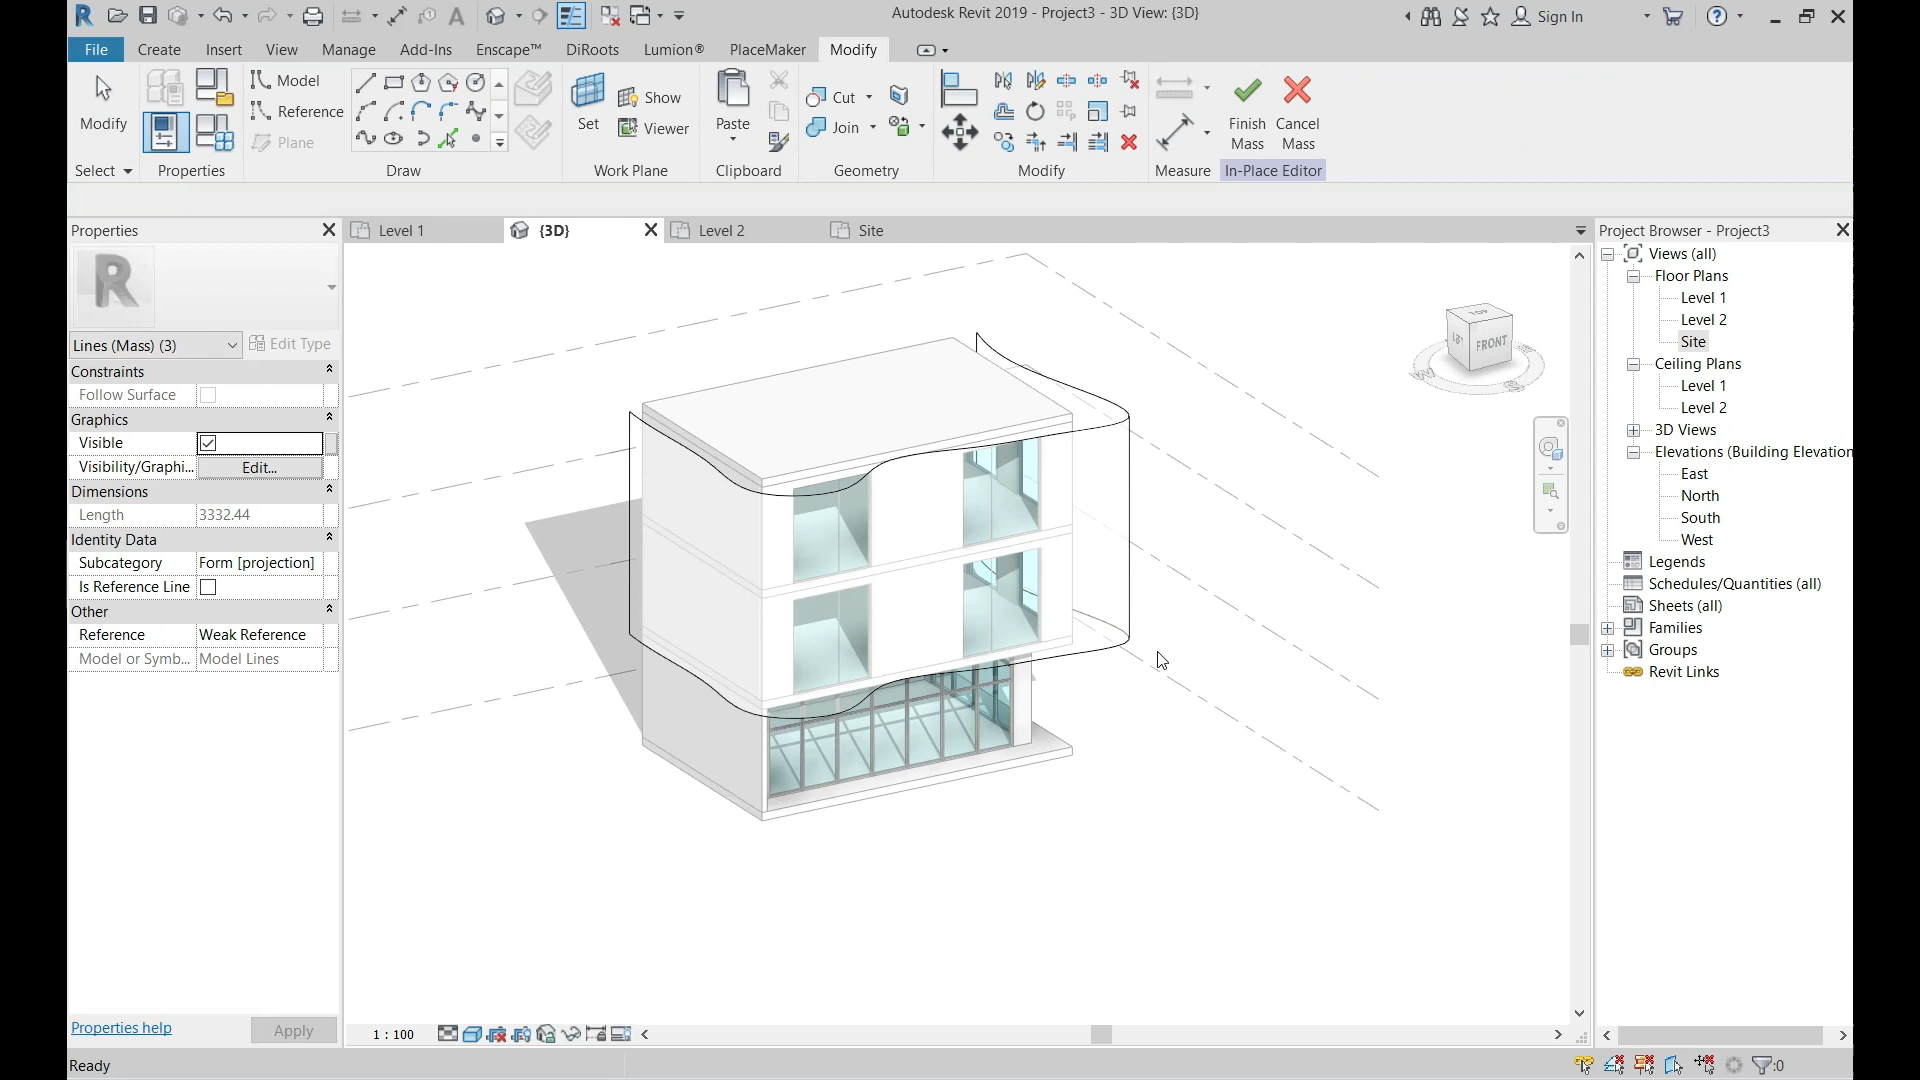 Autodesk Revit 2019 - Project3 - 3D View: {3D}
Sign In
File Create Insert View Manage Add-Ins Enscape™ DiRoots Lumion® PlaceMaker Modify
Modify
Select
Properties
Model
Reference
Plane
Draw
Set
Show
Viewer
Work Plane
Paste
Clipboard
Cut
Join
Geometry
Modify
Measure
Finish Mass
Cancel Mass
In-Place Editor
Properties
Lines (Mass) (3)
Edit Type
Constraints
Follow Surface
Graphics
Visible
Visibility/Graphi... Edit...
Dimensions
Length 3332.44
Identity Data
Subcategory Form [projection]
Is Reference Line
Other
Reference Weak Reference
Model or Symb... Model Lines
Properties help
Apply
Level 1
{3D}
Level 2
Site
TOP
FRONT
1 : 100
Project Browser - Project3
Views (all)
Floor Plans
Level 1
Level 2
Site
Ceiling Plans
Level 1
Level 2
3D Views
Elevations (Building Elevation
East
North
South
West
Legends
Schedules/Quantities (all)
Sheets (all)
Families
Groups
Revit Links
Ready
:0